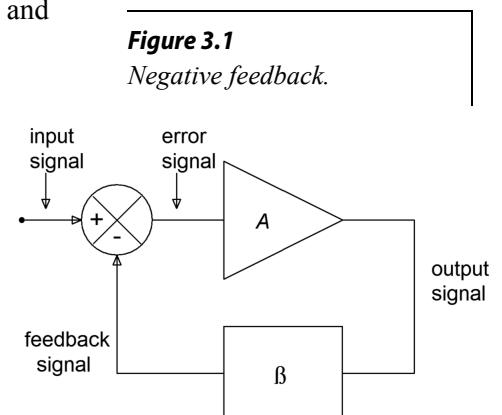 and
Figure 3.1
Negative feedback.
input
signal
error
signal
+
-
A
output
signal
feedback
signal
ß